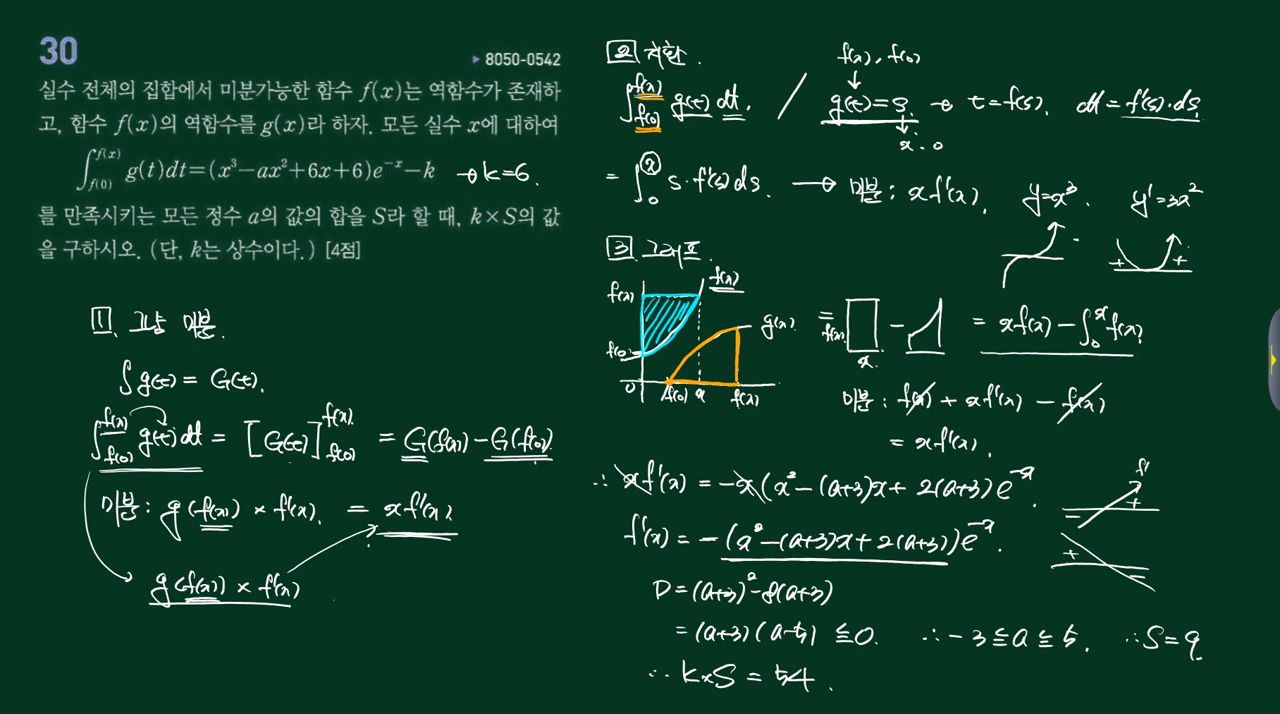 30
▶ 8050-0542
실수 전체의 집합에서 미분가능한 함수 f(x)는 역함수가 존재하
고, 함수 f(x)의 역함수를 g(x)라 하자. 모든 실수 x에 대하여
∫_{f(0)}^{f(x)} g(t)dt=(x³-ax²+6x+6)e^{-x}-k → k=6.
를 만족시키는 모든 정수 a의 값의 합을 S라 할 때, k×S의 값
을 구하시오. (단, k는 상수이다.) [4점]
1 그냥 미분.
∫g(t) = G(t).
∫_{f(0)}^{f(x)} g(t)dt = [G(t)]_{f(0)}^{f(x)} = G(f(x)) - G(f(0))
미분: g(f(x)) × f'(x). = xf'(x).
g(f(x)) × f'(x)
2 치환.
f(x), f(0)
∫_{f(0)}^{f(x)} g(t) dt. / g(t)=s → t=f(s). dt=f'(s)·ds
x. 0
= ∫_0^x s·f'(s)ds. → 미분: xf'(x). y=x³. y'=3x²
+ +
3 그래프.
f(x) f(x)
f(0) g(x)
0 f(0) x f(x)
= f(x) x - = xf(x) - ∫_0^x f(x)
미분: f(x) + xf'(x) - f(x)
= xf'(x).
∴ xf'(x) = -x(x²-(a+3)x+2(a+3))e^{-x}. f'
f'(x) = -(x²-(a+3)x+2(a+3))e^{-x}.
- +
+ -
D = (a+3)²-8(a+3)
= (a+3)(a-5) ≦0. ∴ -3≦a≦5. ∴S=9
∴ k×S = 54.